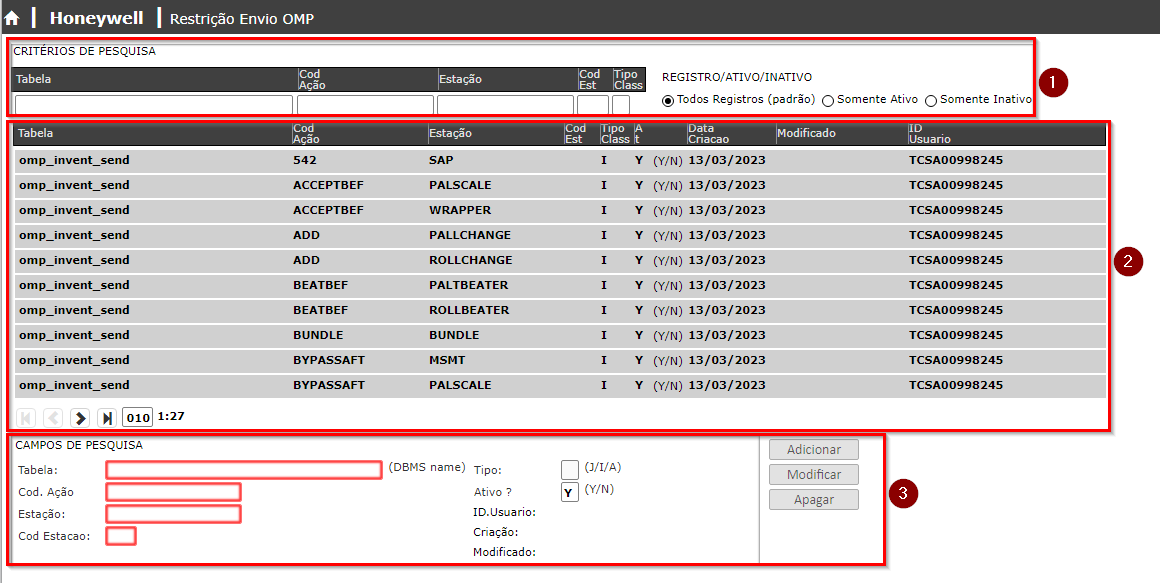 Honeywell Restrição Envio OMP
CRITÉRIOS DE PESQUISA
Tabela Cod Ação Estação Cod Est Tipo Class
REGISTRO/ATIVO/INATIVO
Todos Registros (padrão) Somente Ativo Somente Inativo
1
Tabela Cod Ação Estação Cod Est Tipo Class A t Data Criacao Modificado ID Usuario
omp_invent_send 542 SAP I Y (Y/N) 13/03/2023 TCSA00998245
omp_invent_send ACCEPTBEF PALSCALE I Y (Y/N) 13/03/2023 TCSA00998245
omp_invent_send ACCEPTBEF WRAPPER I Y (Y/N) 13/03/2023 TCSA00998245
omp_invent_send ADD PALLCHANGE I Y (Y/N) 13/03/2023 TCSA00998245
omp_invent_send ADD ROLLCHANGE I Y (Y/N) 13/03/2023 TCSA00998245
omp_invent_send BEATBEF PALTBEATER I Y (Y/N) 13/03/2023 TCSA00998245
omp_invent_send BEATBEF ROLLBEATER I Y (Y/N) 13/03/2023 TCSA00998245
omp_invent_send BUNDLE BUNDLE I Y (Y/N) 13/03/2023 TCSA00998245
omp_invent_send BYPASSAFT MSMT I Y (Y/N) 13/03/2023 TCSA00998245
omp_invent_send BYPASSAFT PALSCALE I Y (Y/N) 13/03/2023 TCSA00998245
2
010 1:27
CAMPOS DE PESQUISA
Tabela: (DBMS name) Tipo: (J/I/A)
Cod. Ação Ativo ? Y (Y/N)
Estação: ID.Usuario:
Cod Estacao: Criação:
Modificado:
Adicionar
Modificar
Apagar
3